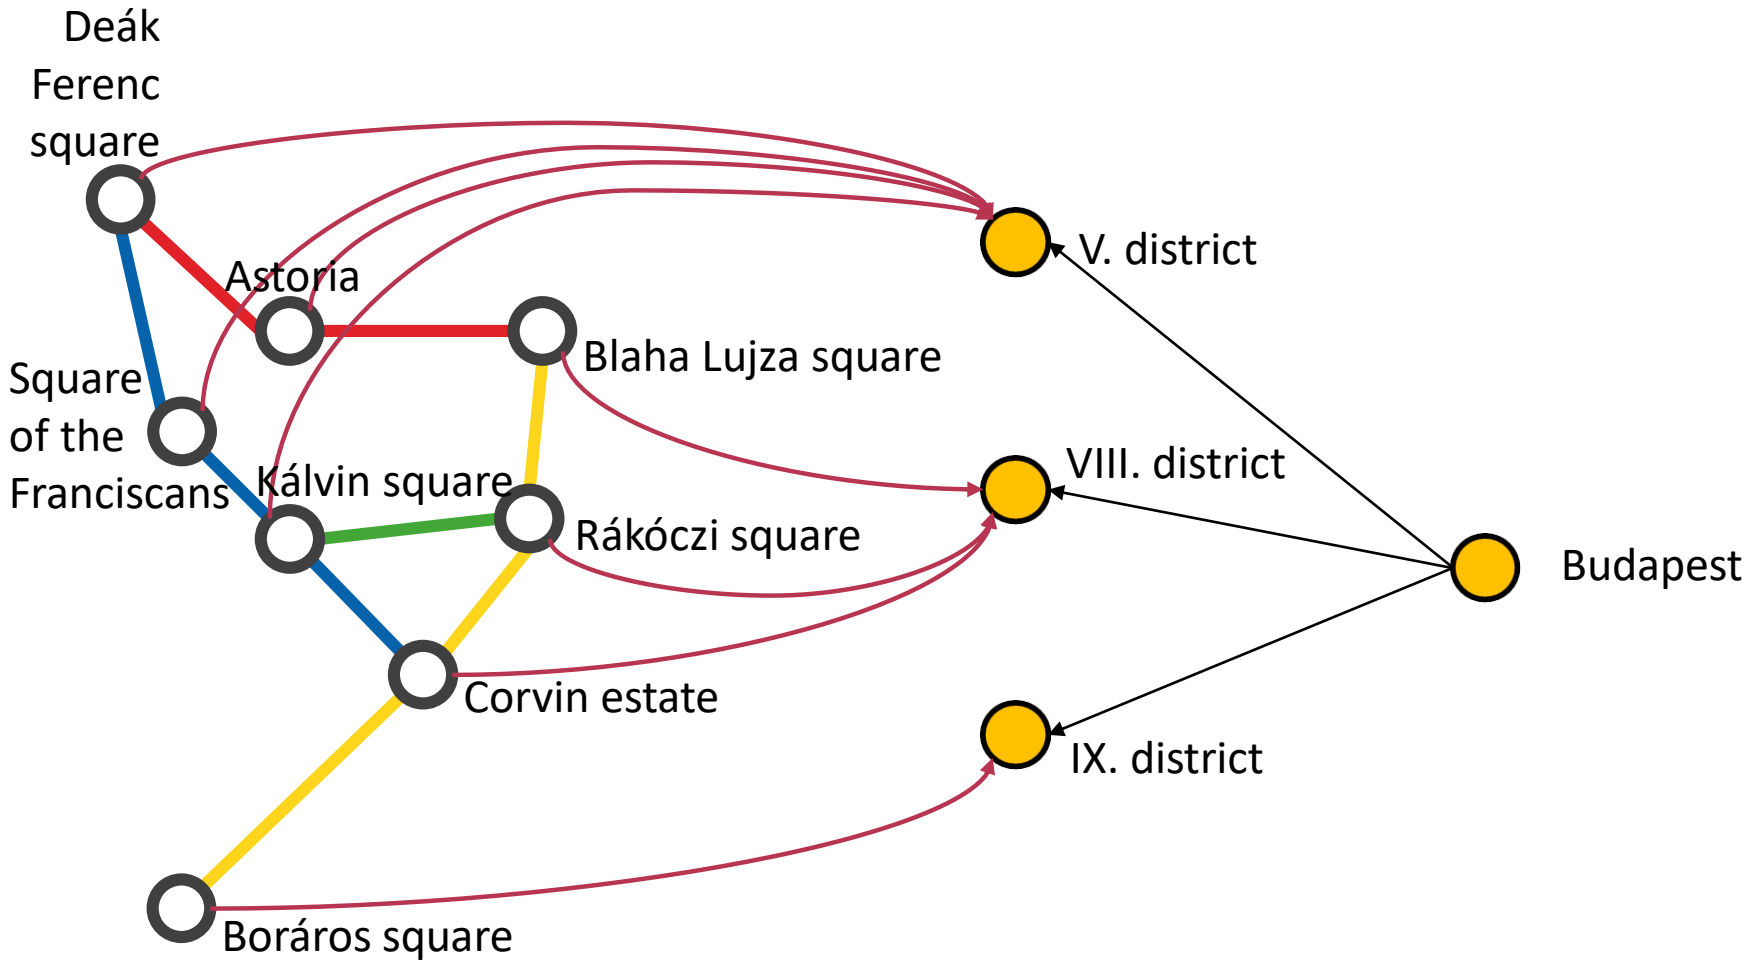 Deák
Ferenc
square
Astoria
V. district
Blaha Lujza square
Square
of the
Franciscans
Kálvin square
VIII. district
Rákóczi square
Budapest
Corvin estate
IX. district
Boráros square